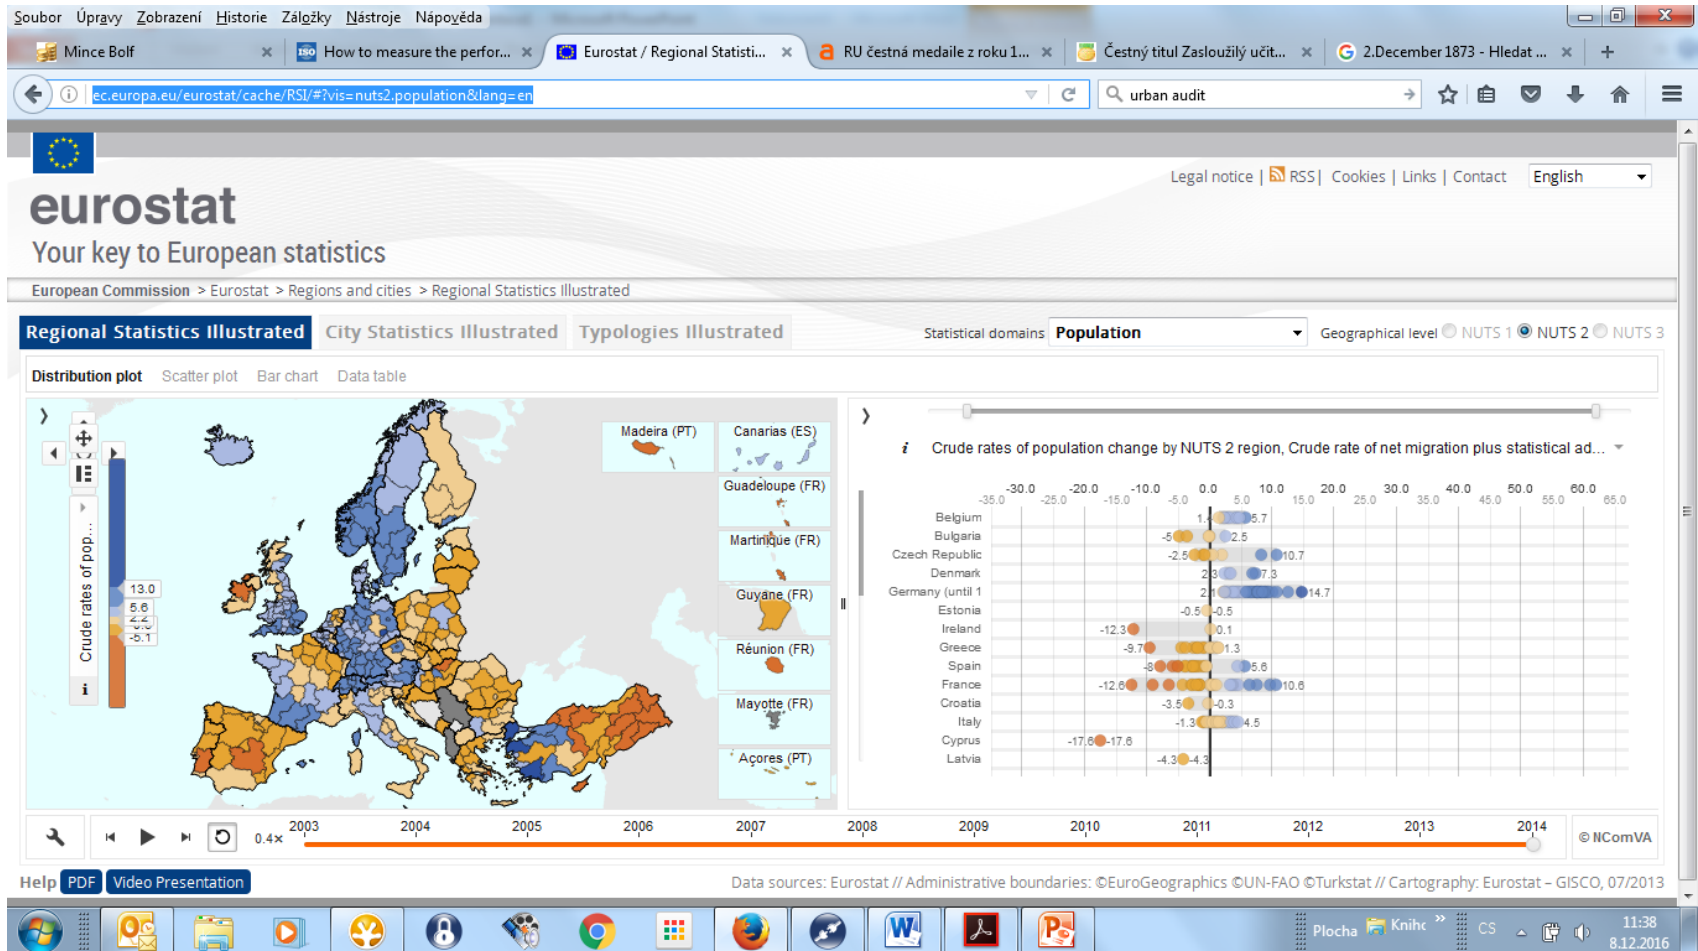 Soubor Úpravy Zobrazení Historie Záložky Nástroje Nápověda
Mince Bolf
How to measure the perfor...
Eurostat / Regional Statisti...
RU čestná medaile z roku 1...
Čestný titul Zasloužilý učit...
2.December 1873 - Hledat ...
ec.europa.eu/eurostat/cache/RSI/#?vis=nuts2.population&lang=en
urban audit
Legal notice | RSS | Cookies | Links | Contact English
eurostat
Your key to European statistics
European Commission > Eurostat > Regions and cities > Regional Statistics Illustrated
Regional Statistics Illustrated City Statistics Illustrated Typologies Illustrated
Statistical domains Population Geographical level NUTS 1 NUTS 2 NUTS 3
Distribution plot Scatter plot Bar chart Data table
Crude rates of pop...
13.0
5.6
2.2
-5.1
i
Madeira (PT)
Canarias (ES)
Guadeloupe (FR)
Martinique (FR)
Guyane (FR)
Réunion (FR)
Mayotte (FR)
Açores (PT)
i Crude rates of population change by NUTS 2 region, Crude rate of net migration plus statistical ad...
-30.0 -20.0 -10.0 0.0 10.0 20.0 30.0 40.0 50.0 60.0
-35.0 -25.0 -15.0 -5.0 5.0 15.0 25.0 35.0 45.0 55.0 65.0
Belgium 5.7
Bulgaria -5 2.5
Czech Republic -2.5 10.7
Denmark 2.3 7.3
Germany (until 1 2.1 14.7
Estonia -0.5 -0.5
Ireland -12.3 0.1
Greece -9.7 1.3
Spain -8 5.6
France -12.6 10.6
Croatia -3.5 -0.3
Italy -1.3 4.5
Cyprus -17.6 -17.6
Latvia -4.3 -4.3
0.4× 2003 2004 2005 2006 2007 2008 2009 2010 2011 2012 2013 2014
© NComVA
Help PDF Video Presentation
Data sources: Eurostat // Administrative boundaries: ©EuroGeographics ©UN-FAO ©Turkstat // Cartography: Eurostat – GISCO, 07/2013
Plocha Knihc » CS 11:38
8.12.2016